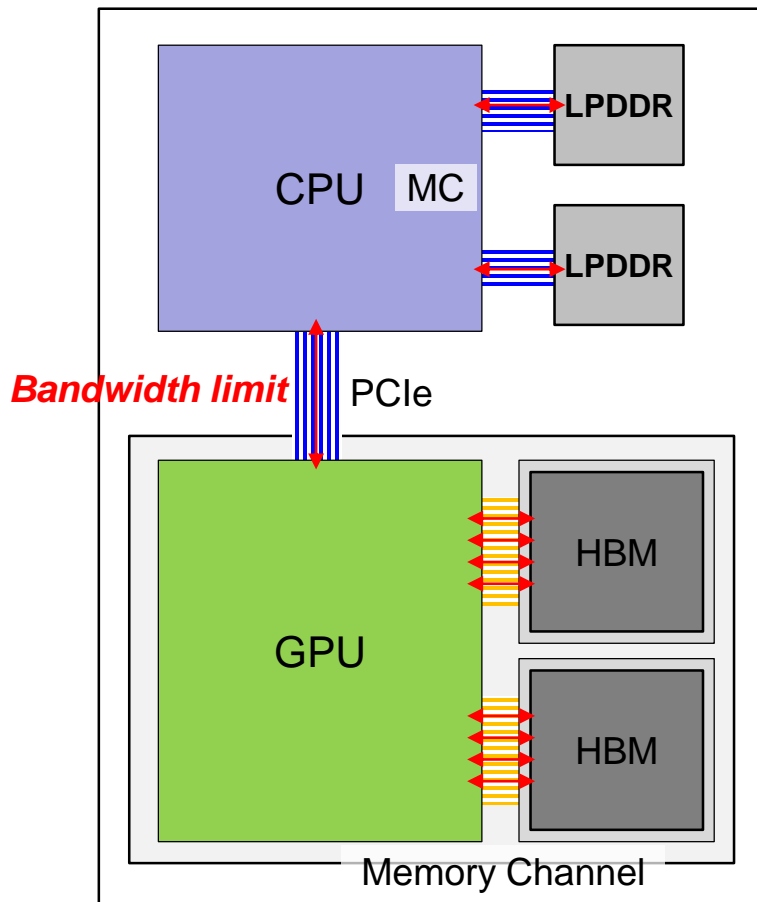 LPDDR
CPU
MC
LPDDR
Bandwidth limit
PCIe
HBM
GPU
HBM
Memory Channel